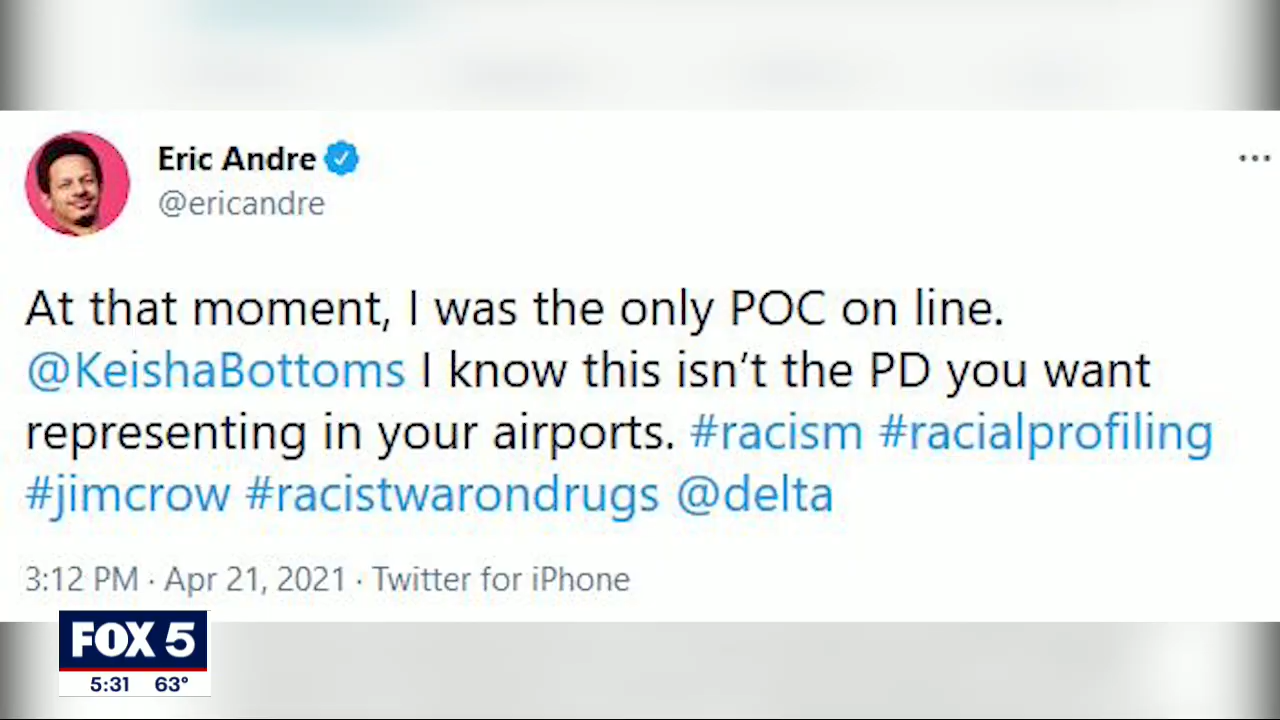 Eric Andre
@ericandre
At that moment, I was the only POC on line.
@KeishaBottoms I know this isn't the PD you want
representing in your airports. #racism #racialprofiling
#jimcrow #racistwarondrugs @delta
3:12 PM · Apr 21, 2021 · Twitter for iPhone
FOX 5
5:31 63°